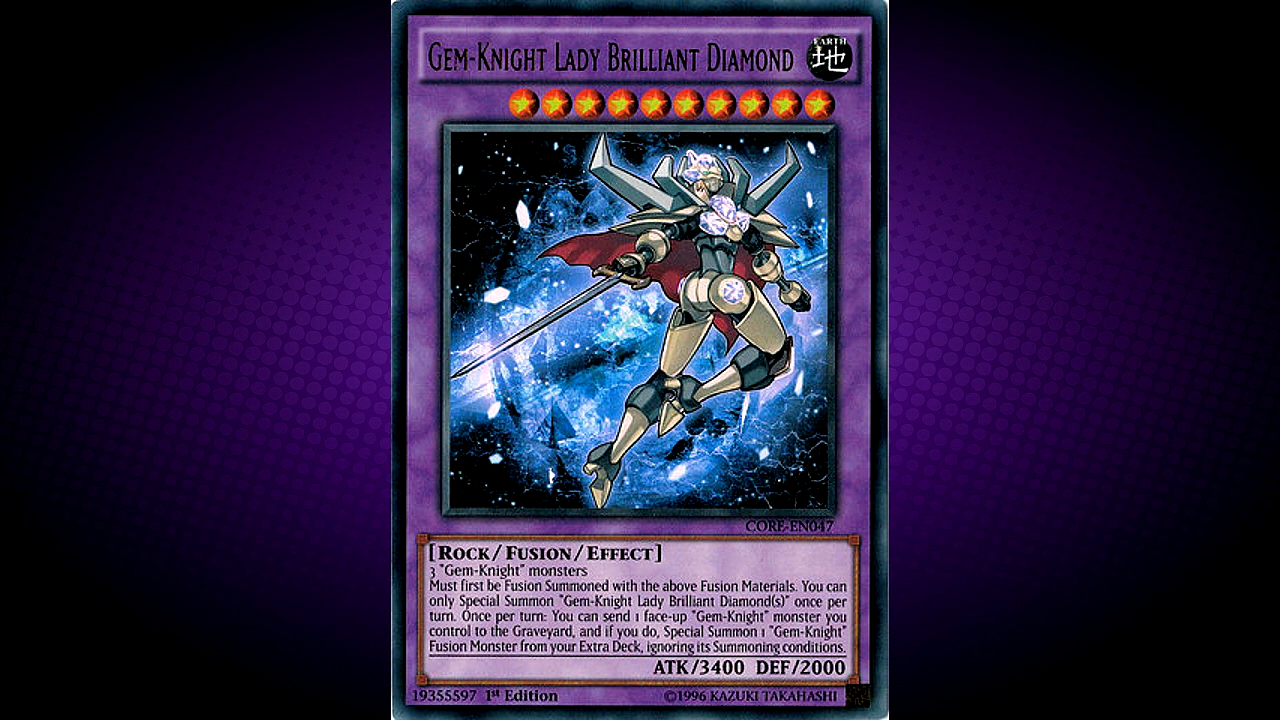 Gem-Knight Lady Brilliant Diamond
EARTH
地
CORE-EN047
[Rock/Fusion/Effect]
3 "Gem-Knight" monsters
Must first be Fusion Summoned with the above Fusion Materials. You can
only Special Summon "Gem-Knight Lady Brilliant Diamond(s)" once per
turn. Once per turn: You can send 1 face-up "Gem-Knight" monster you
control to the Graveyard, and if you do, Special Summon 1 "Gem-Knight"
Fusion Monster from your Extra Deck, ignoring its Summoning conditions.
ATK/3400 DEF/2000
19355597 1st Edition ©1996 KAZUKI TAKAHASHI